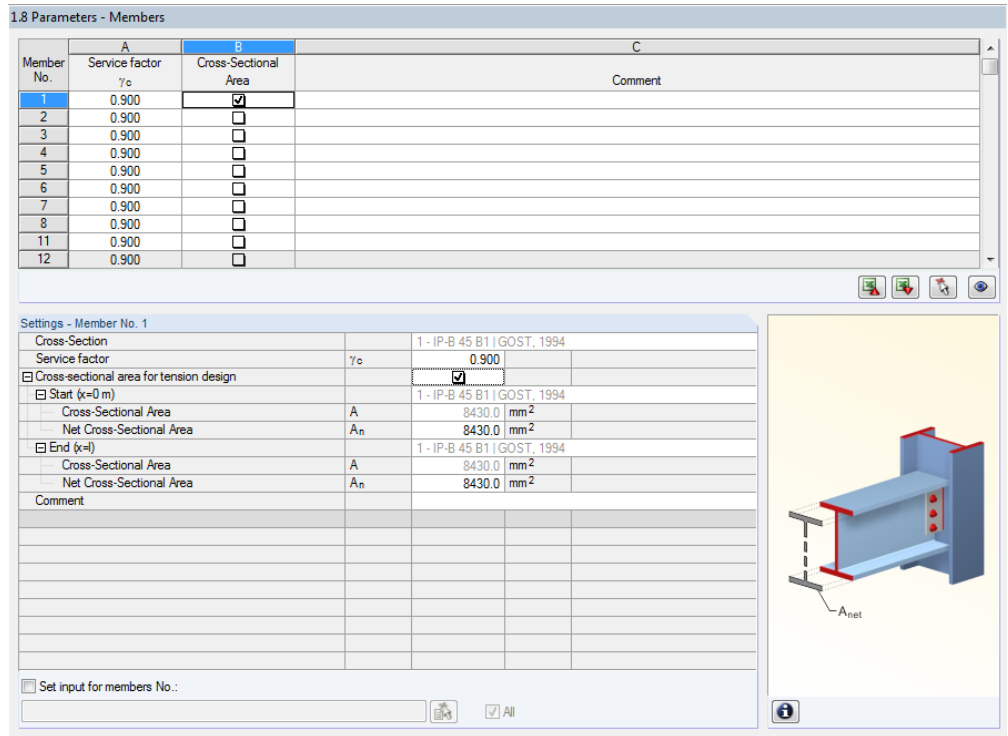 1.8 Parameters - Members
A B C
Member No. Service factor γc Cross-Sectional Area Comment
1 0.900
2 0.900
3 0.900
4 0.900
5 0.900
6 0.900
7 0.900
8 0.900
11 0.900
12 0.900
Settings - Member No. 1
Cross-Section 1 - IP-B 45 B1 | GOST, 1994
Service factor γc 0.900
Cross-sectional area for tension design
Start (x=0 m) 1 - IP-B 45 B1 | GOST, 1994
Cross-Sectional Area A 8430.0 mm2
Net Cross-Sectional Area An 8430.0 mm2
End (x=l) 1 - IP-B 45 B1 | GOST, 1994
Cross-Sectional Area A 8430.0 mm2
Net Cross-Sectional Area An 8430.0 mm2
Comment
Anet
Set input for members No.:
All